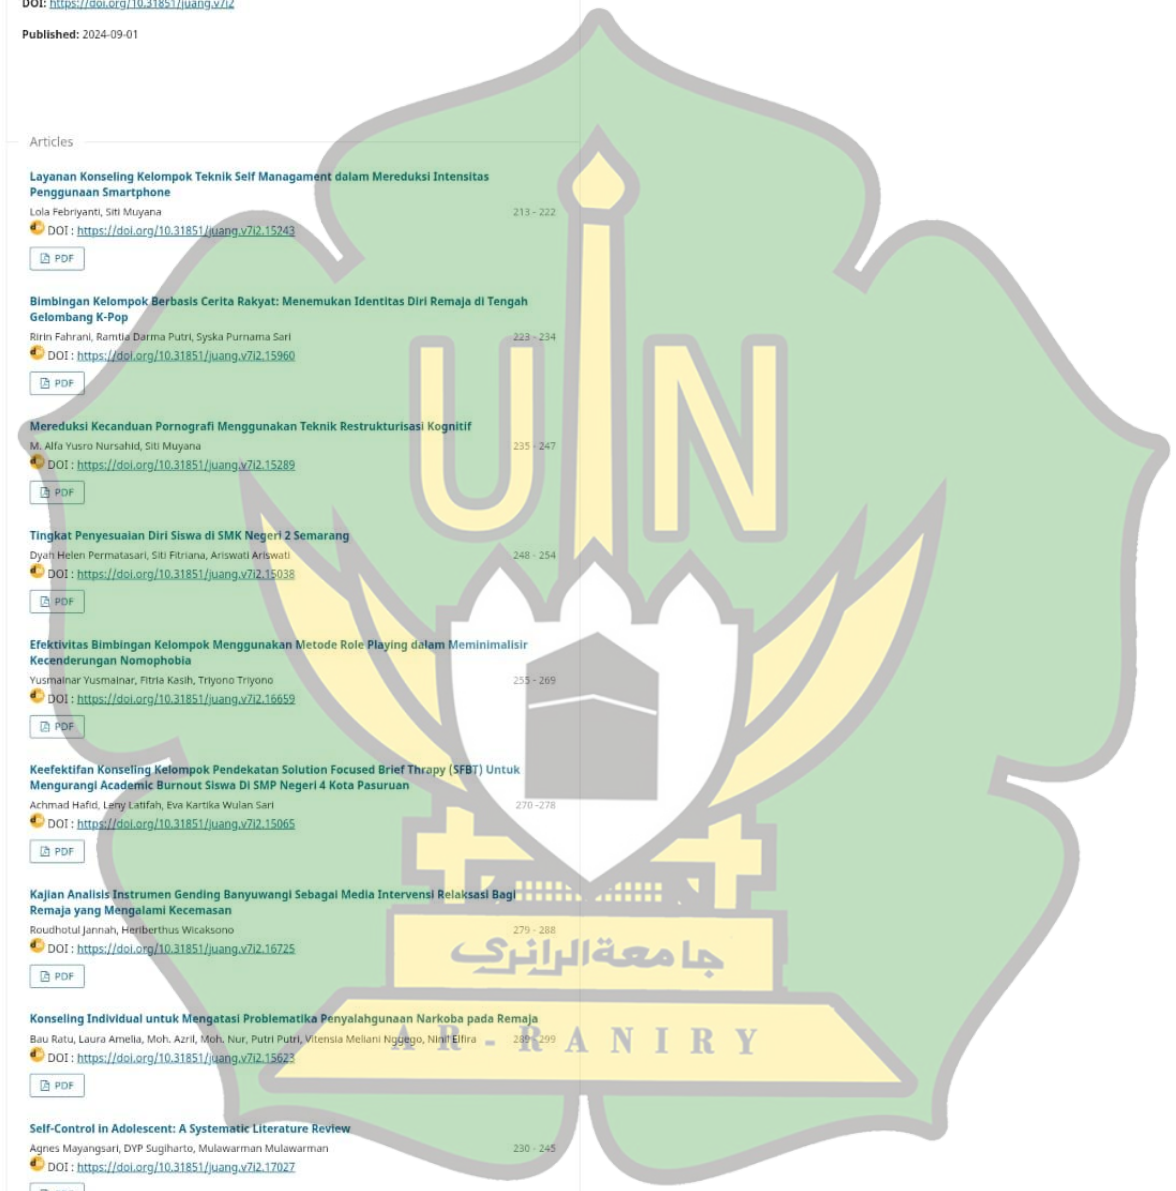 DOI: https://doi.org/10.31851/juang.v7i2
Published: 2024-09-01
Articles
Layanan Konseling Kelompok Teknik Self Managament dalam Mereduksi Intensitas
Penggunaan Smartphone
Lola Febriyanti, Siti Muyana 213 - 222
DOI : https://doi.org/10.31851/juang.v7i2.15243
PDF
Bimbingan Kelompok Berbasis Cerita Rakyat: Menemukan Identitas Diri Remaja di Tengah
Gelombang K-Pop
Ririn Fahrani, Ramtia Darma Putri, Syska Purnama Sari 223 - 234
DOI : https://doi.org/10.31851/juang.v7i2.15960
PDF
Mereduksi Kecanduan Pornografi Menggunakan Teknik Restrukturisasi Kognitif
M. Alfa Yusro Nursahid, Siti Muyana 235 - 247
DOI : https://doi.org/10.31851/juang.v7i2.15289
PDF
Tingkat Penyesuaian Diri Siswa di SMK Negeri 2 Semarang
Dyah Helen Permatasari, Siti Fitriana, Ariswati Ariswati 248 - 254
DOI : https://doi.org/10.31851/juang.v7i2.15038
PDF
Efektivitas Bimbingan Kelompok Menggunakan Metode Role Playing dalam Meminimalisir
Kecenderungan Nomophobia
Yusmainar Yusmainar, Fitria Kasih, Triyono Triyono 255 - 269
DOI : https://doi.org/10.31851/juang.v7i2.16659
PDF
Keefektifan Konseling Kelompok Pendekatan Solution Focused Brief Thrapy (SFBT) Untuk
Mengurangi Academic Burnout Siswa Di SMP Negeri 4 Kota Pasuruan
Achmad Hafid, Leny Latifah, Eva Kartika Wulan Sari 270 -278
DOI : https://doi.org/10.31851/juang.v7i2.15065
PDF
Kajian Analisis Instrumen Gending Banyuwangi Sebagai Media Intervensi Relaksasi Bagi
Remaja yang Mengalami Kecemasan
Roudhotul Jannah, Heriberthus Wicaksono 279 - 288
DOI : https://doi.org/10.31851/juang.v7i2.16725
PDF
Konseling Individual untuk Mengatasi Problematika Penyalahgunaan Narkoba pada Remaja
Bau Ratu, Laura Amelia, Moh. Azril, Moh. Nur, Putri Putri, Vitensia Meliani Nggego, Ninil Elfira 289 - 299
DOI : https://doi.org/10.31851/juang.v7i2.15623
PDF
Self-Control in Adolescent: A Systematic Literature Review
Agnes Mayangsari, DYP Sugiharto, Mulawarman Mulawarman 230 - 245
DOI : https://doi.org/10.31851/juang.v7i2.17027
UIN
جامعةالرانري
AR - RANIRY